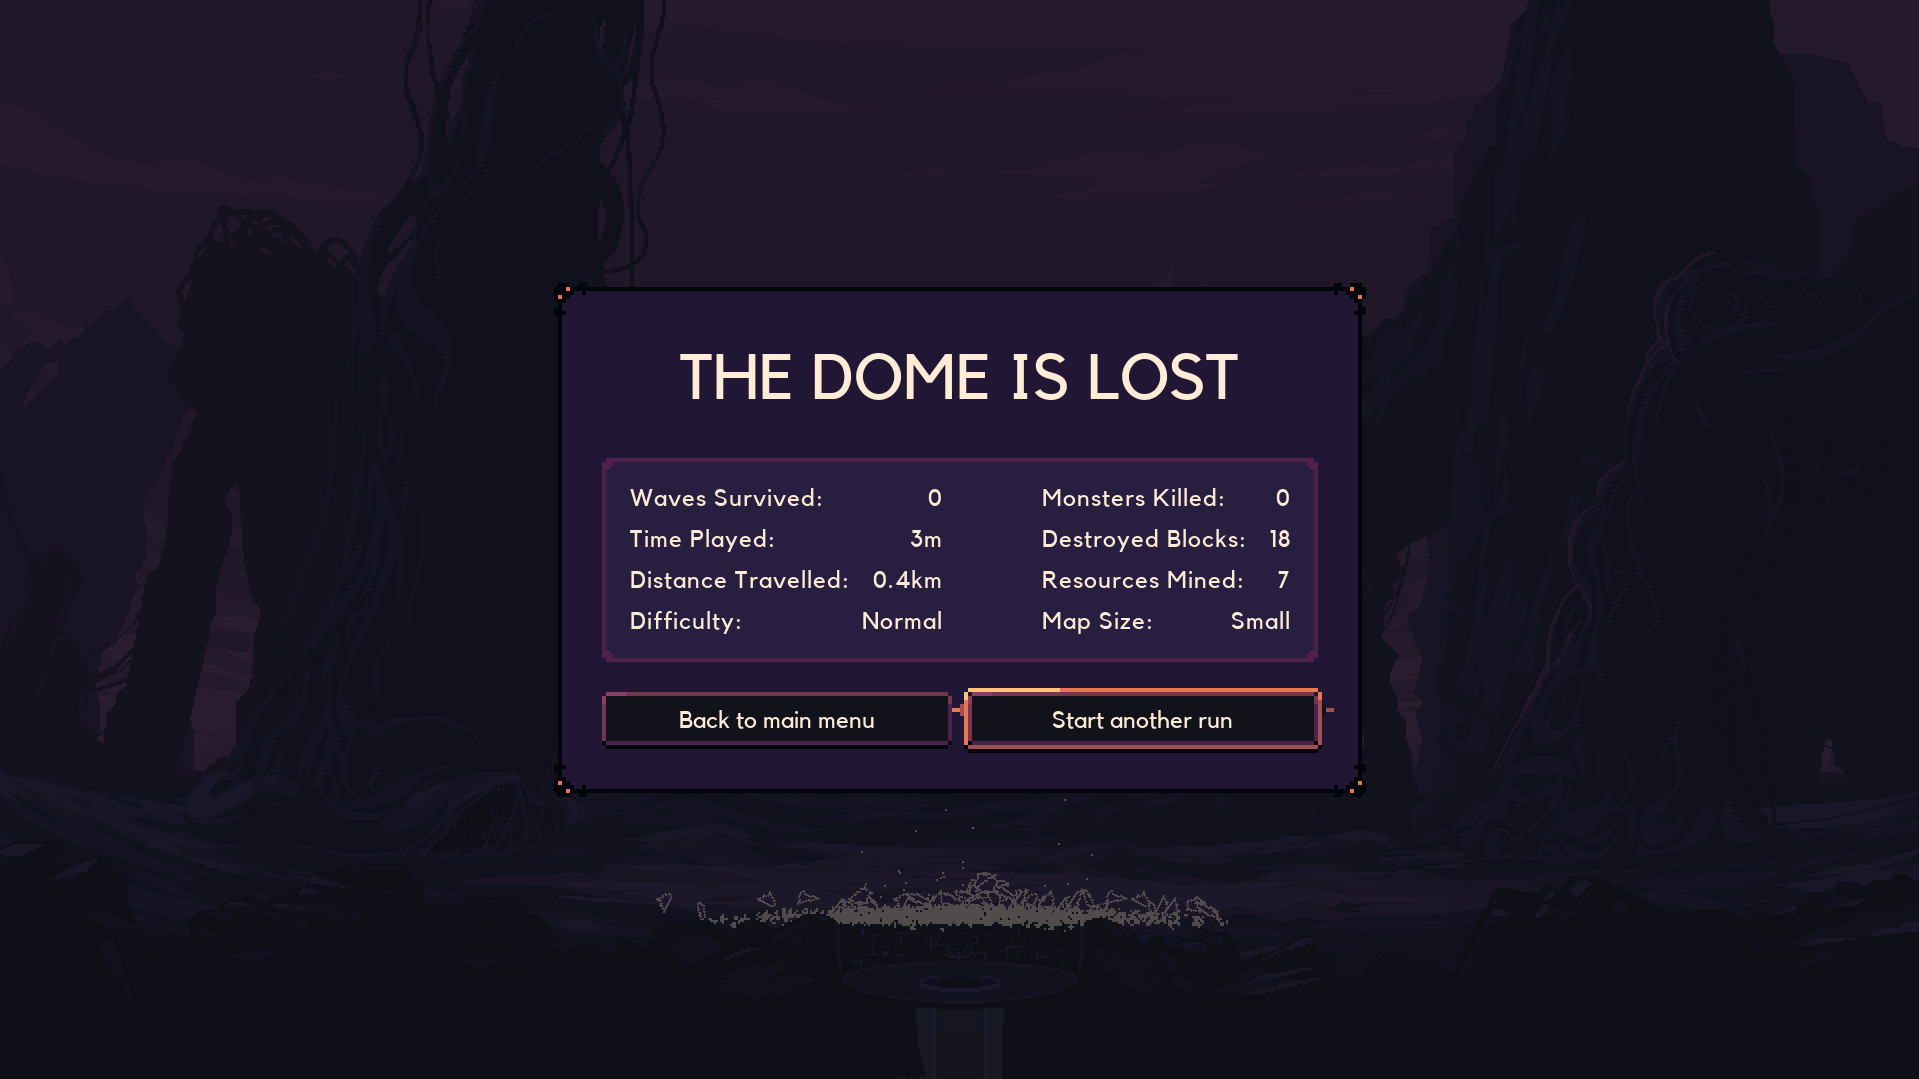 THE DOME IS LOST
Waves Survived: 0
Monsters Killed: 0
Time Played: 3m
Destroyed Blocks: 18
Distance Travelled: 0.4km
Resources Mined: 7
Difficulty: Normal
Map Size: Small
Back to main menu
Start another run